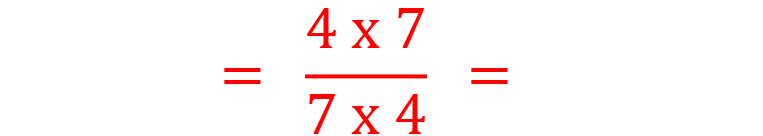 = 4 x 7 =
7 x 4